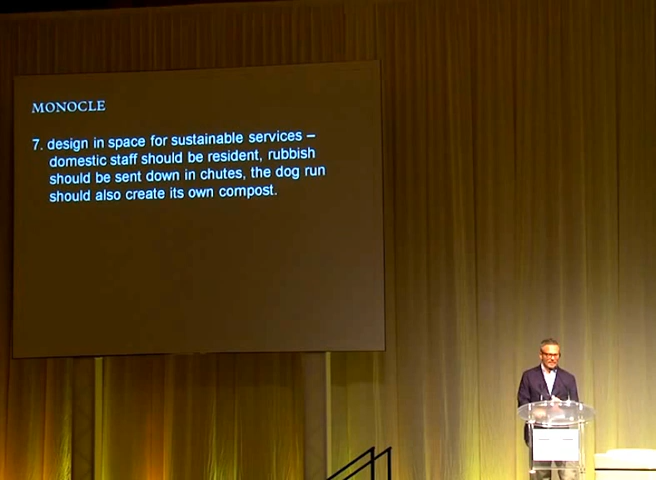 MONOCLE
7. design in space for sustainable services –
domestic staff should be resident, rubbish
should be sent down in chutes, the dog run
should also create its own compost.